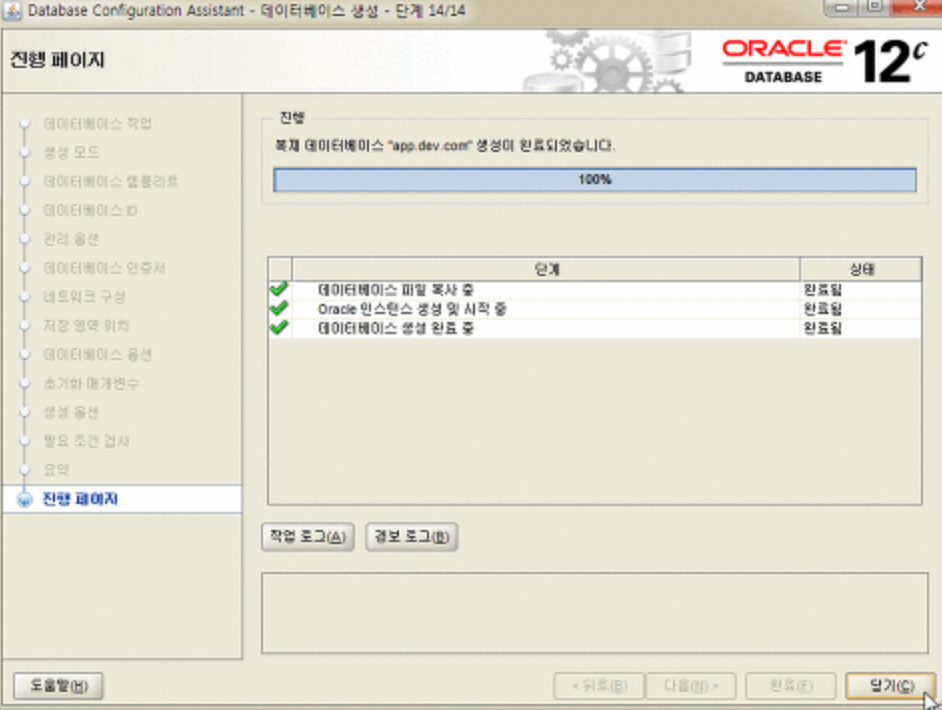 Database Configuration Assistant - 데이터베이스 생성 - 단계 14/14
진행 페이지
ORACLE
DATABASE
12c
데이터베이스 작업
생성 모드
데이터베이스 템플리트
데이터베이스 ID
관리 옵션
데이터베이스 인증서
네트워크 구성
저장 영역 위치
데이터베이스 옵션
초기화 매개변수
생성 옵션
필요 조건 검사
요약
진행 페이지
진행
복제 데이터베이스 "app.dev.com" 생성이 완료되었습니다.
100%
단계 상태
데이터베이스 파일 복사 중 완료됨
Oracle 인스턴스 생성 및 시작 중 완료됨
데이터베이스 생성 완료 중 완료됨
작업 로그(A) 경보 로그(B)
도움말(H) < 뒤로(B) 다음(N) > 완료(F) 닫기(C)